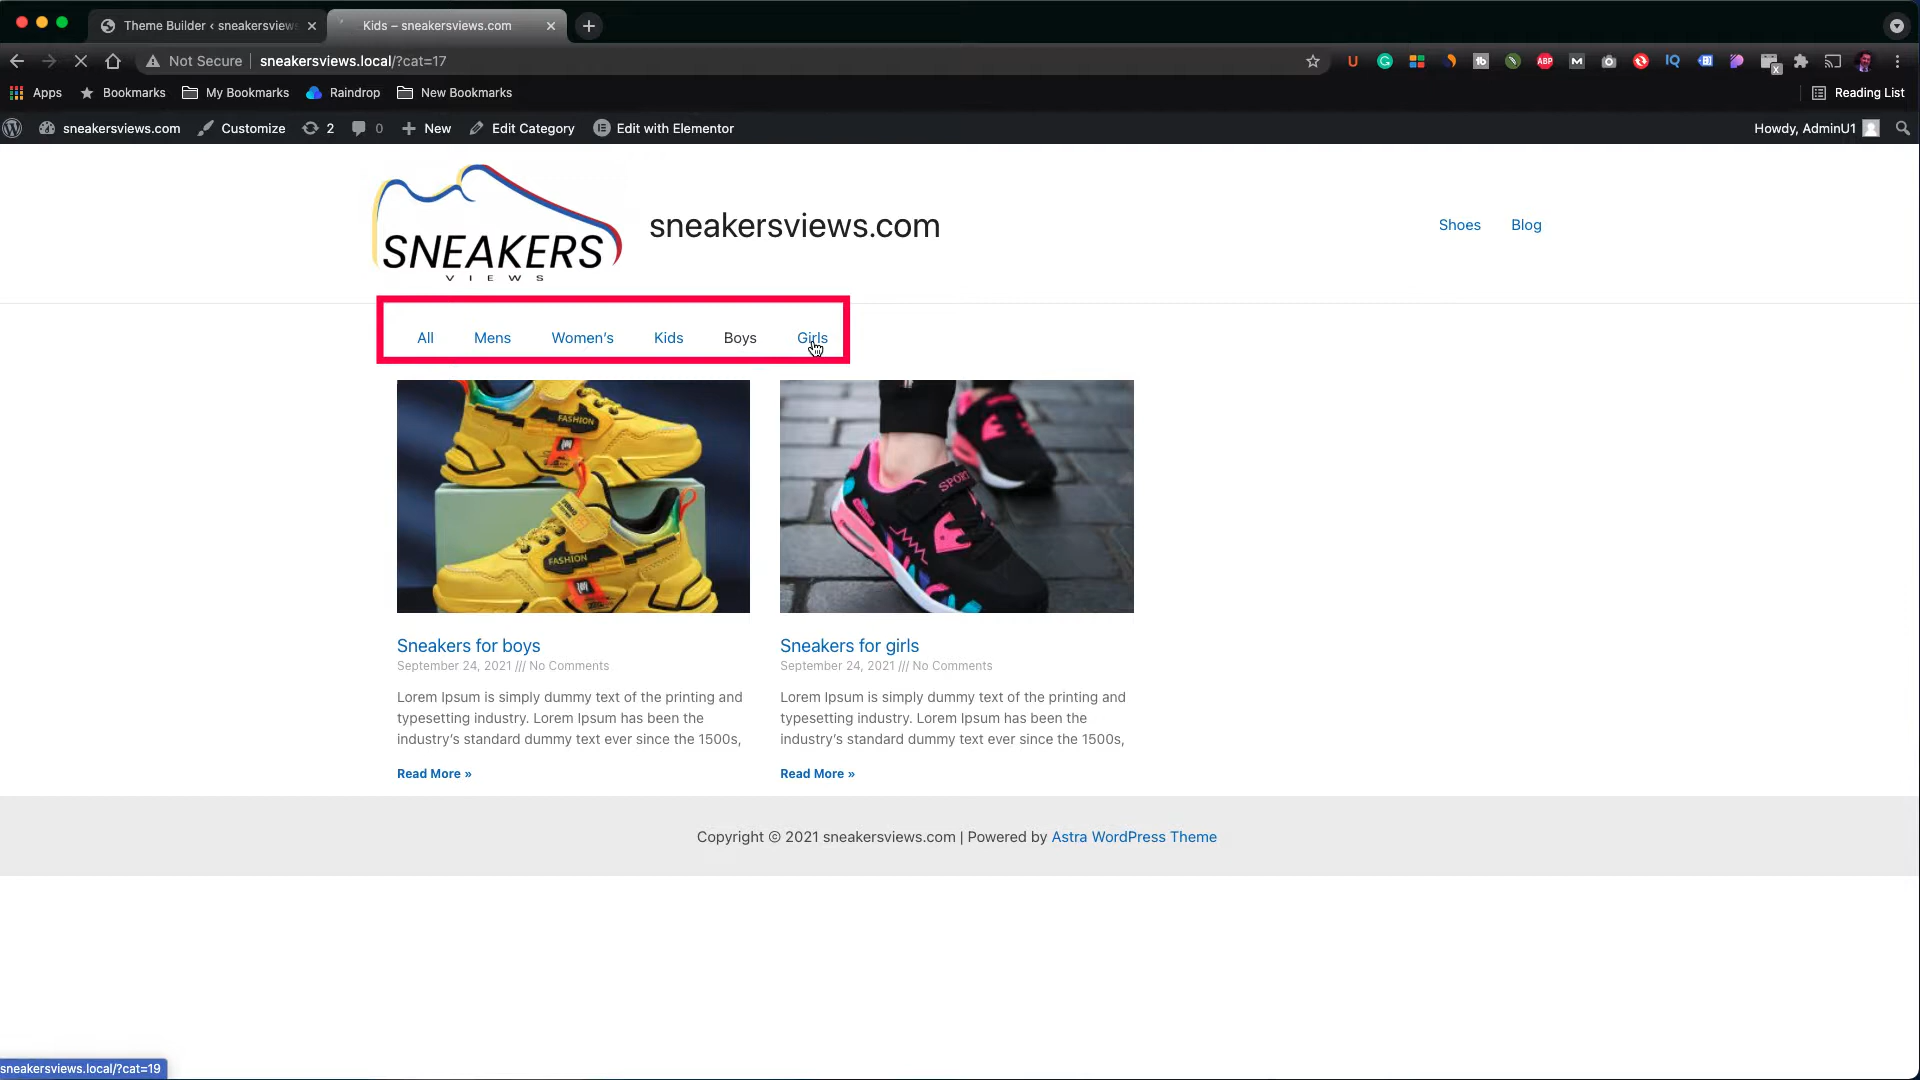 Theme Builder ‹ sneakersviews
Kids – sneakersviews.com
Not Secure
sneakersviews.local/?cat=17
Apps
Bookmarks
My Bookmarks
Raindrop
New Bookmarks
Reading List
sneakersviews.com
Customize
2
0
New
Edit Category
Edit with Elementor
Howdy, AdminU1
SNEAKERS
VIEWS
sneakersviews.com
Shoes
Blog
All
Mens
Women's
Kids
Boys
Girls
FASHION
FASHION
SPORT
Sneakers for boys
September 24, 2021 /// No Comments
Lorem Ipsum is simply dummy text of the printing and
typesetting industry. Lorem Ipsum has been the
industry's standard dummy text ever since the 1500s,
Read More »
Sneakers for girls
September 24, 2021 /// No Comments
Lorem Ipsum is simply dummy text of the printing and
typesetting industry. Lorem Ipsum has been the
industry's standard dummy text ever since the 1500s,
Read More »
Copyright © 2021 sneakersviews.com | Powered by Astra WordPress Theme
sneakersviews.local/?cat=19